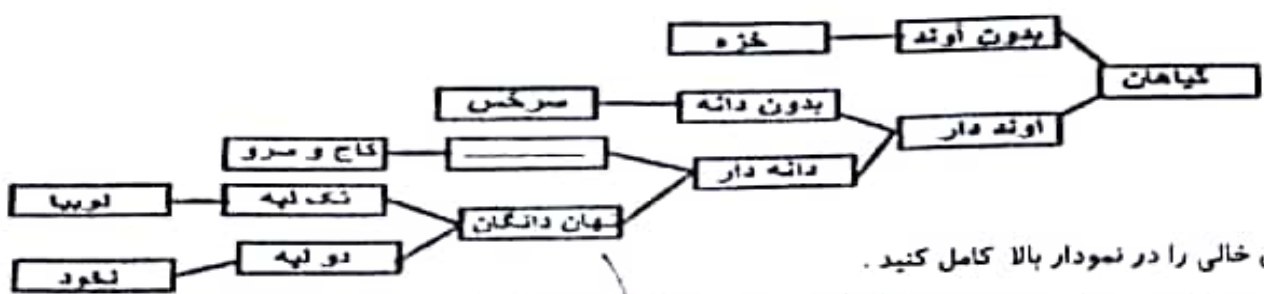 گیاهان
بدون آوند
خزه
آوند دار
بدون دانه
سرخس
دانه دار
کاج و سرو
نهان دانگان
تک لپه
لوبیا
دو لپه
نخود
خالی را در نمودار بالا کامل کنید .